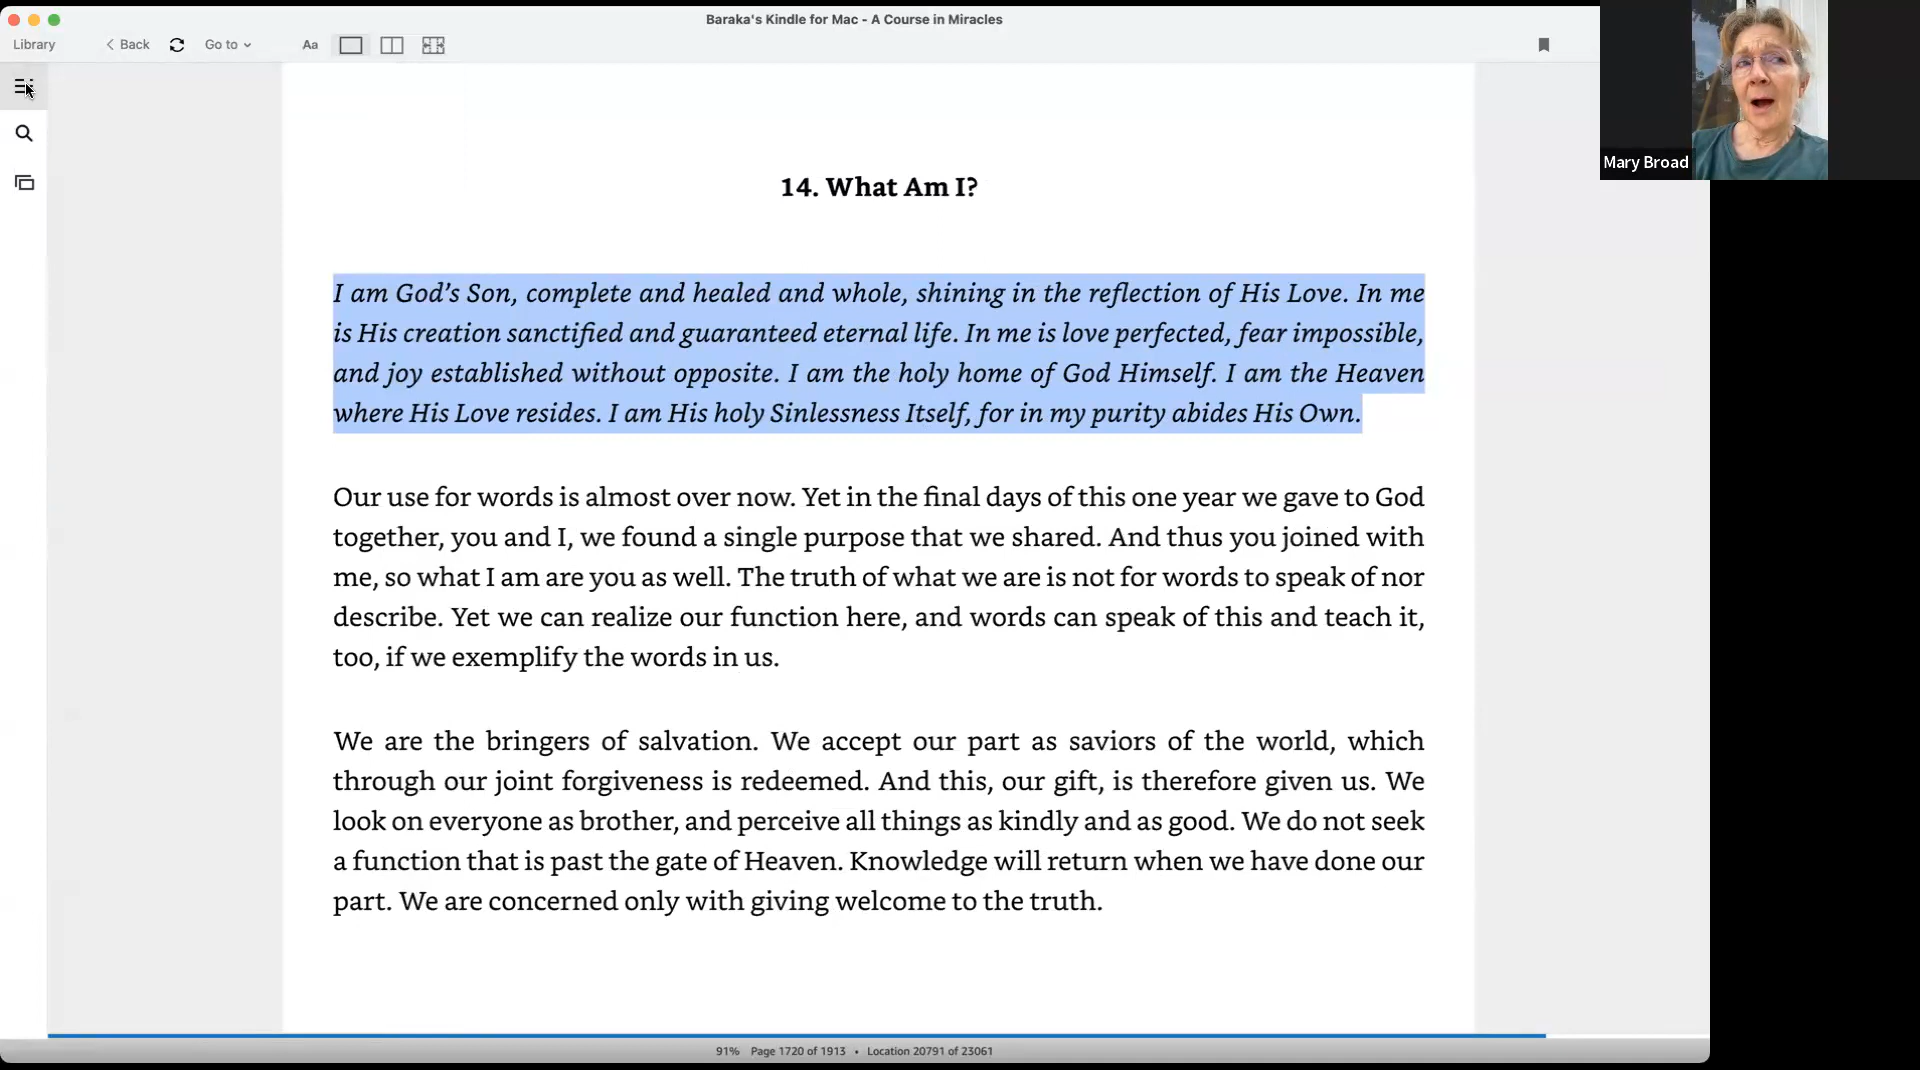 Baraka's Kindle for Mac - A Course in Miracles
Library
Back
Go to
Aa
Mary Broad
14. What Am I?
I am God’s Son, complete and healed and whole, shining in the reflection of His Love. In me
is His creation sanctified and guaranteed eternal life. In me is love perfected, fear impossible,
and joy established without opposite. I am the holy home of God Himself. I am the Heaven
where His Love resides. I am His holy Sinlessness Itself, for in my purity abides His Own.
Our use for words is almost over now. Yet in the final days of this one year we gave to God
together, you and I, we found a single purpose that we shared. And thus you joined with
me, so what I am are you as well. The truth of what we are is not for words to speak of nor
describe. Yet we can realize our function here, and words can speak of this and teach it,
too, if we exemplify the words in us.
We are the bringers of salvation. We accept our part as saviors of the world, which
through our joint forgiveness is redeemed. And this, our gift, is therefore given us. We
look on everyone as brother, and perceive all things as kindly and as good. We do not seek
a function that is past the gate of Heaven. Knowledge will return when we have done our
part. We are concerned only with giving welcome to the truth.
91% Page 1720 of 1913 • Location 20791 of 23061